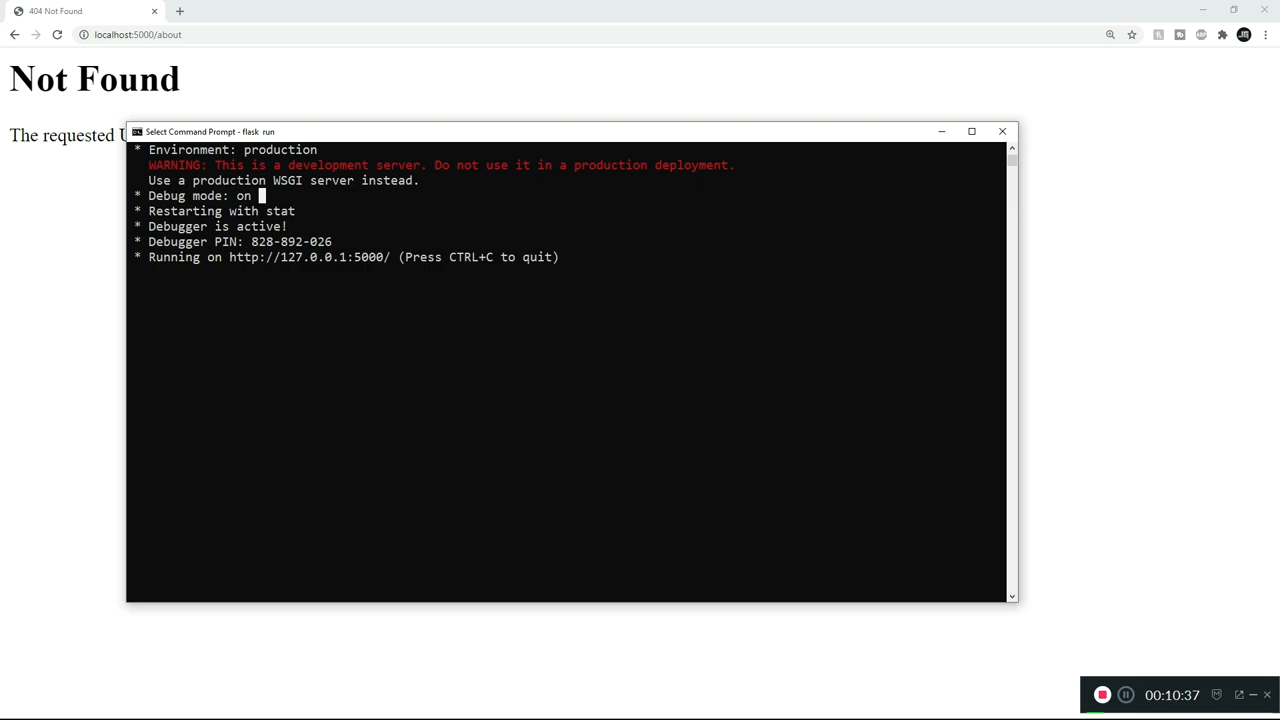 404 Not Found
localhost:5000/about
Not Found
The requested
Select Command Prompt - flask run
* Environment: production
WARNING: This is a development server. Do not use it in a production deployment.
Use a production WSGI server instead.
* Debug mode: on
* Restarting with stat
* Debugger is active!
* Debugger PIN: 828-892-026
* Running on http://127.0.0.1:5000/ (Press CTRL+C to quit)
00:10:37